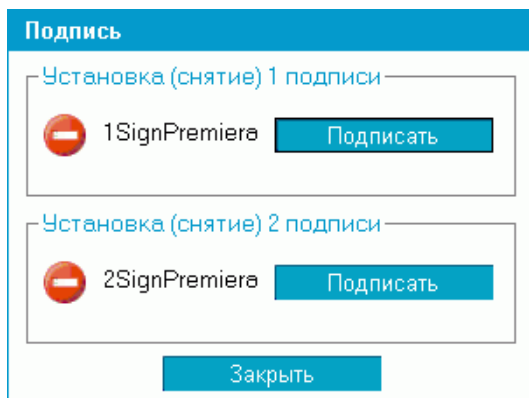 Подпись
Установка (снятие) 1 подписи
1SignPremiera Подписать
Установка (снятие) 2 подписи
2SignPremiera Подписать
Закрыть